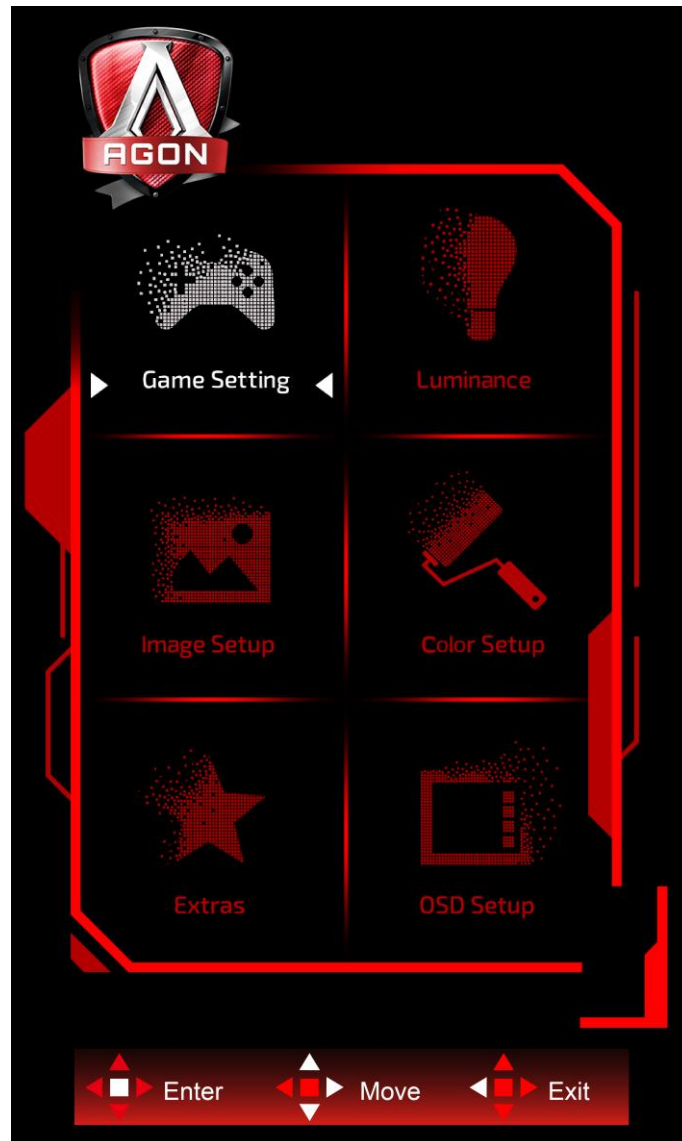 AGON
Game Setting
Luminance
Image Setup
Color Setup
Extras
OSD Setup
Enter
Move
Exit